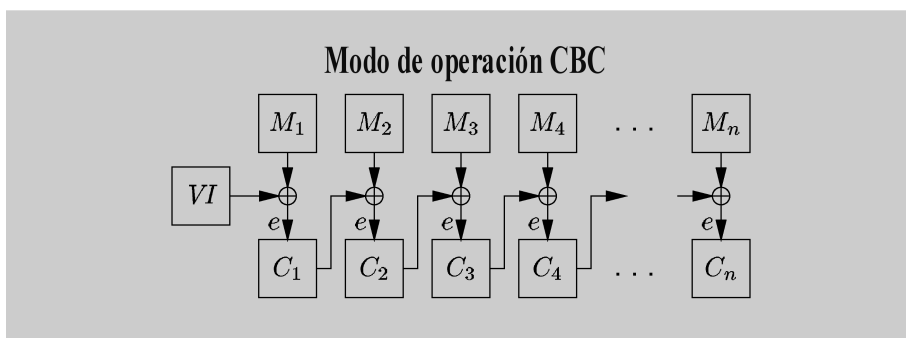 Modo de operación CBC
M₁ M₂ M₃ M₄ . . . Mₙ
VI
e e e e e
C₁ C₂ C₃ C₄ . . . Cₙ